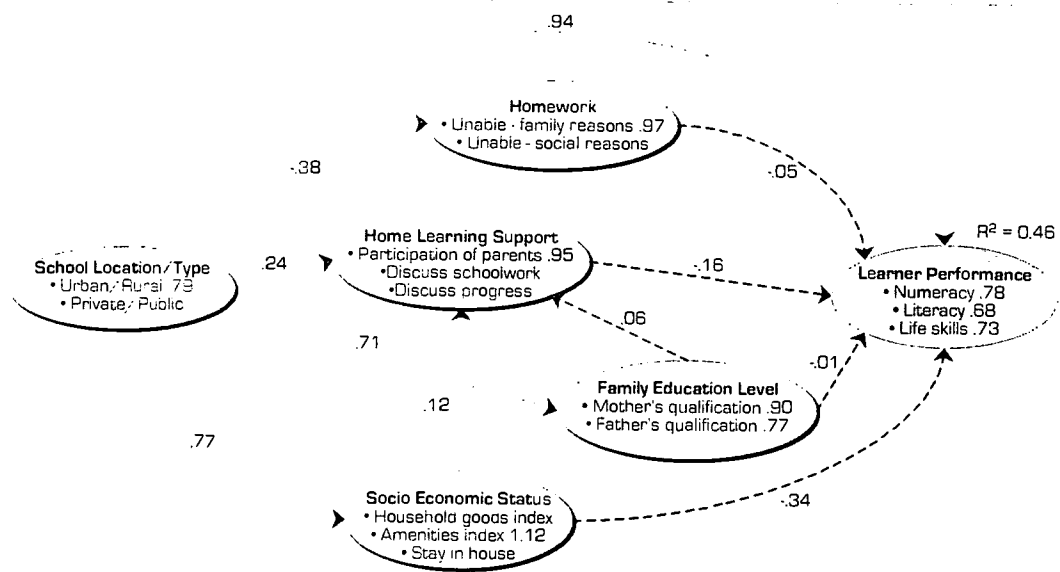 .94
Homework
• Unable - family reasons .97
• Unable - social reasons
-.38
-.05
R² = 0.46
Home Learning Support
• Participation of parents .95
•Discuss schoolwork
•Discuss progress
School Location/Type
• Urban/Rural .79
• Private/Public
.24
-.16
Learner Performance
• Numeracy .78
• Literacy .68
• Life skills .73
.06
.71
-.01
Family Education Level
• Mother's qualification .90
• Father's qualification .77
.12
.77
Socio Economic Status
• Household goods index
• Amenities index 1.12
• Stay in house
-.34